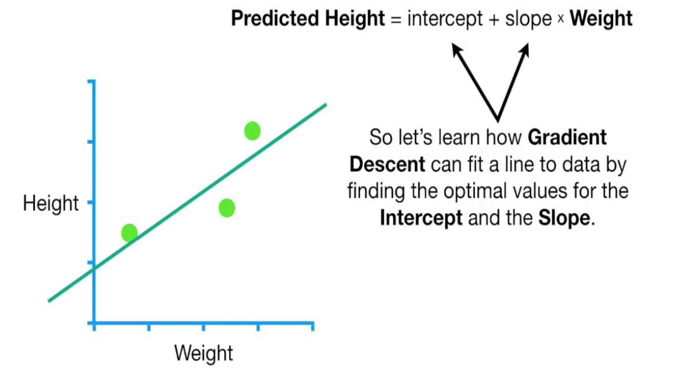 Predicted Height = intercept + slope × Weight
So let's learn how Gradient
Descent can fit a line to data by
finding the optimal values for the
Intercept and the Slope.
Height
Weight